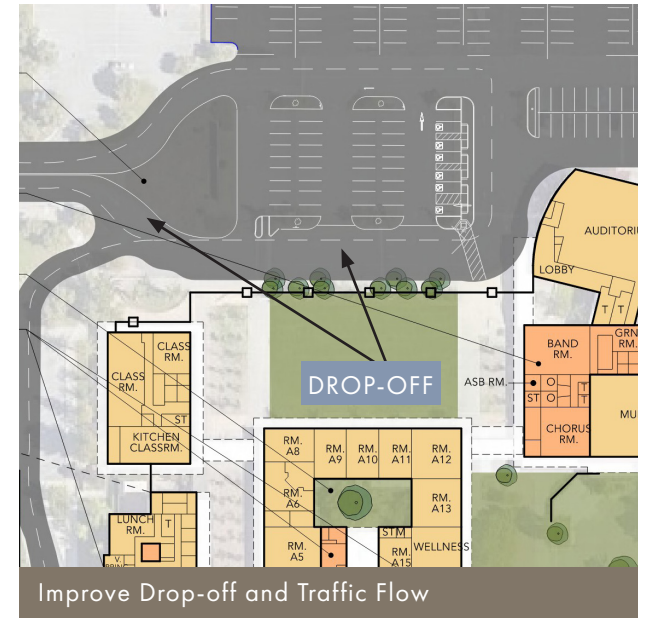 AUDITORIU
LOBBY
T T
GRN
RM.
BAND
RM.
ASB RM.
ST
T
T
CHORUS
RM.
MU
CLASS
RM.
CLASS
RM.
ST
KITCHEN
CLASSRM.
DROP-OFF
RM.
A8
RM.
A9
RM.
A10
RM.
A11
RM.
A12
RM.
A6
RM.
A13
RM.
A5
STM
RM.
A15
WELLNESS
LUNCH
RM.
T
V.
Improve Drop-off and Traffic Flow